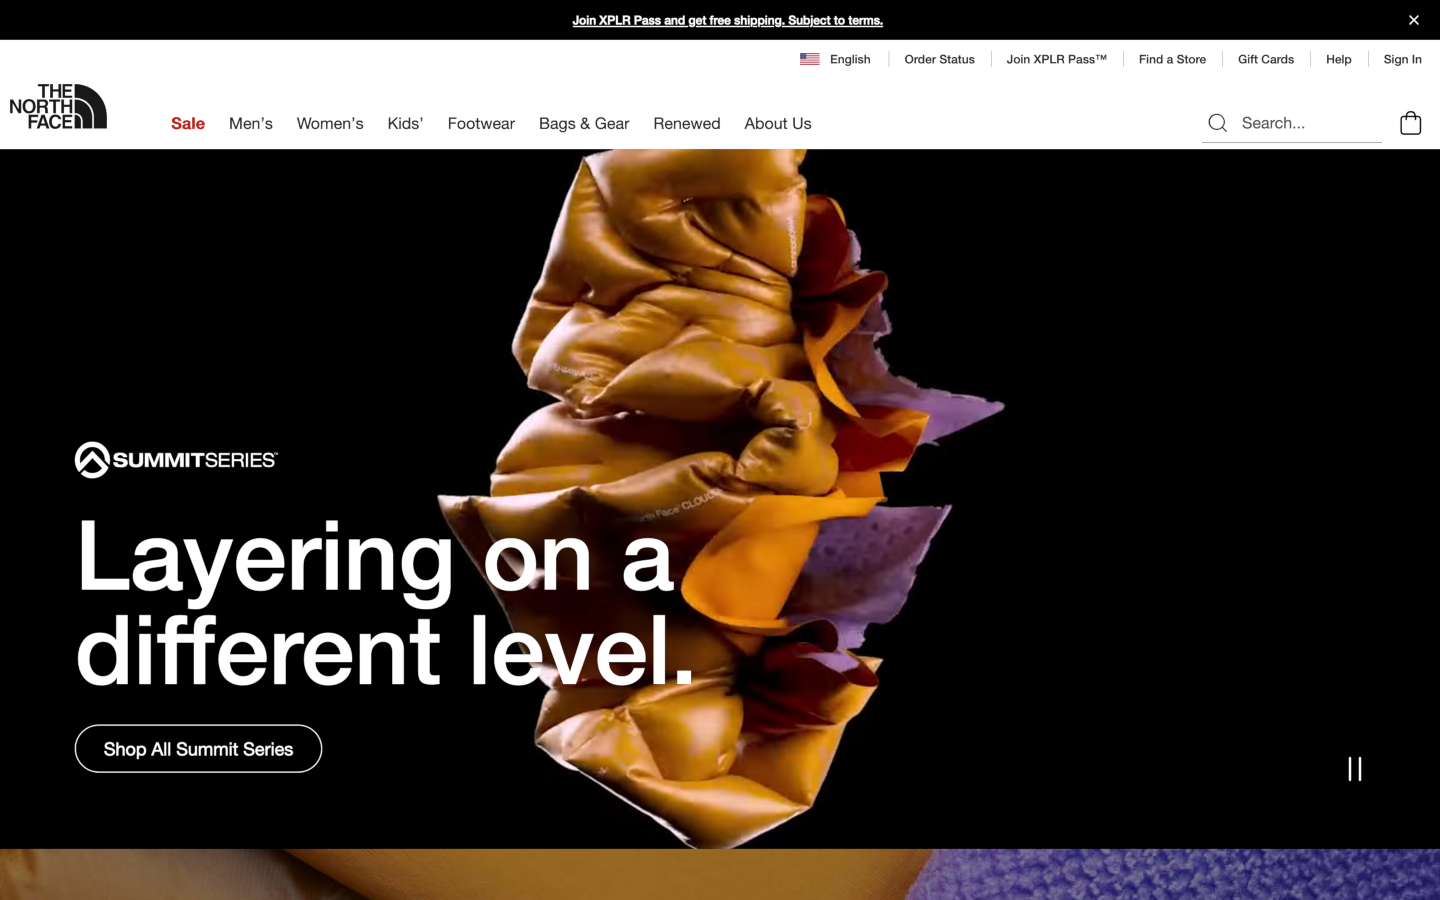 Join XPLR Pass and get free shipping. Subject to terms.
English
Order Status
Join XPLR Pass™
Find a Store
Gift Cards
Help
Sign In
THE
NORTH
FACE
Sale
Men's
Women's
Kids'
Footwear
Bags & Gear
Renewed
About Us
Search...
SUMMIT SERIES™
Layering on a
different level.
Shop All Summit Series